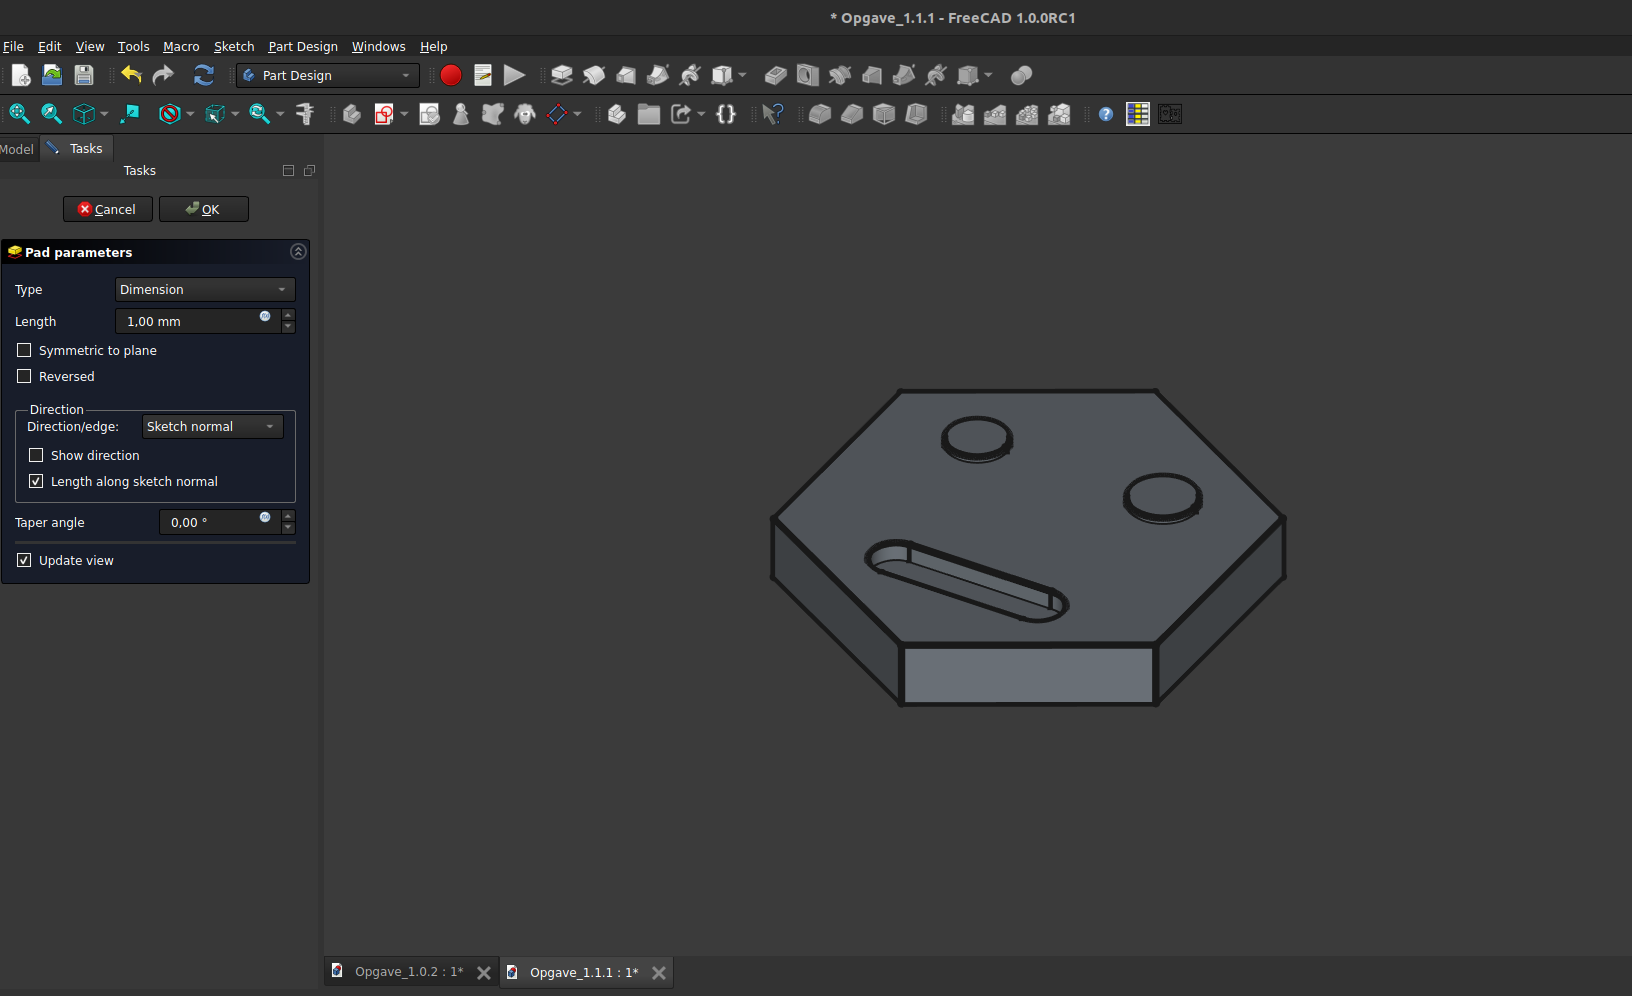 * Opgave_1.1.1 - FreeCAD 1.0.0RC1
File Edit View Tools Macro Sketch Part Design Windows Help
Part Design
Model Tasks
Tasks
Cancel OK
Pad parameters
Type Dimension
Length 1,00 mm
Symmetric to plane
Reversed
Direction
Direction/edge: Sketch normal
Show direction
Length along sketch normal
Taper angle 0,00 °
Update view
Opgave_1.0.2 : 1* Opgave_1.1.1 : 1*